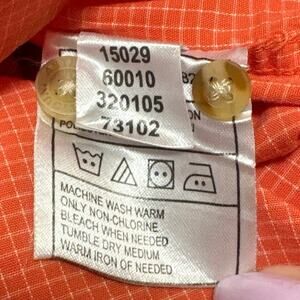 15029
60010
320105
73102
MACHINE WASH WARM
ONLY NON-CHLORINE
BLEACH WHEN NEEDED
TUMBLE DRY MEDIUM
WARM IRON OF NEEDED